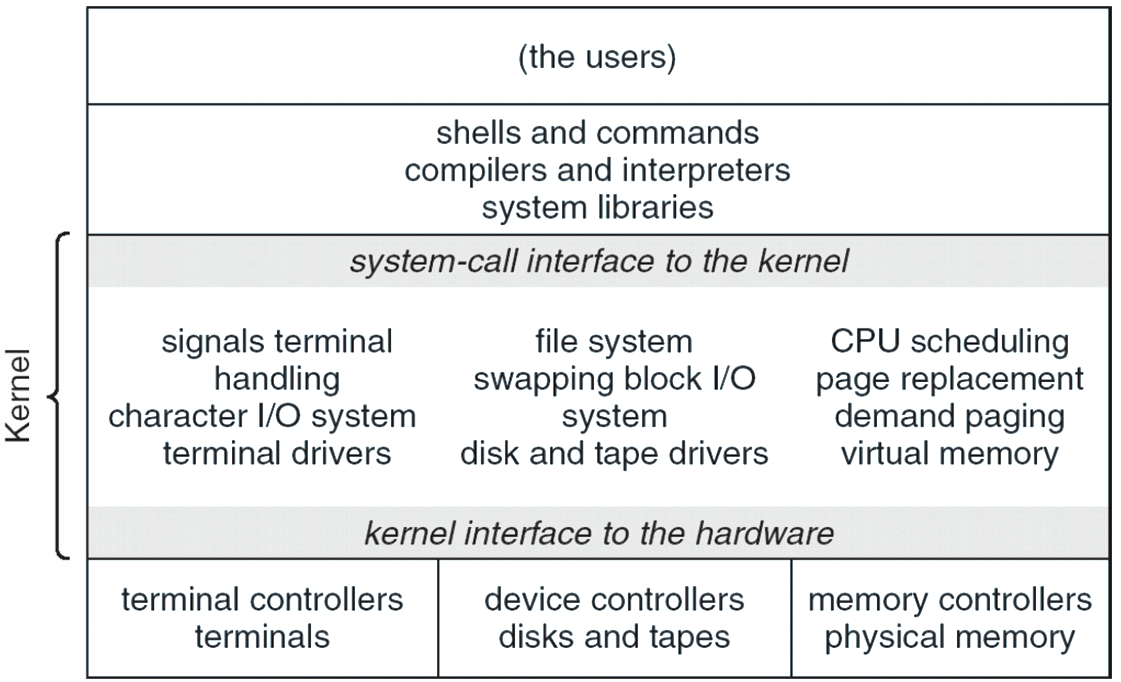 (the users)
shells and commands
compilers and interpreters
system libraries
Kernel
system-call interface to the kernel
signals terminal
handling
character I/O system
terminal drivers
file system
swapping block I/O
system
disk and tape drivers
CPU scheduling
page replacement
demand paging
virtual memory
kernel interface to the hardware
terminal controllers
terminals
device controllers
disks and tapes
memory controllers
physical memory